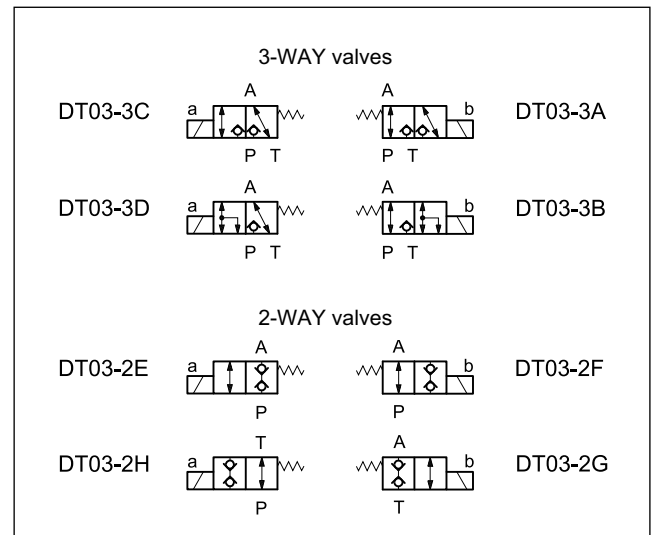 3-WAY valves
A A
DT03-3C a b DT03-3A
P T P T
A A
DT03-3D a b DT03-3B
P T P T
2-WAY valves
A A
DT03-2E a b DT03-2F
P P
T A
DT03-2H a b DT03-2G
P T